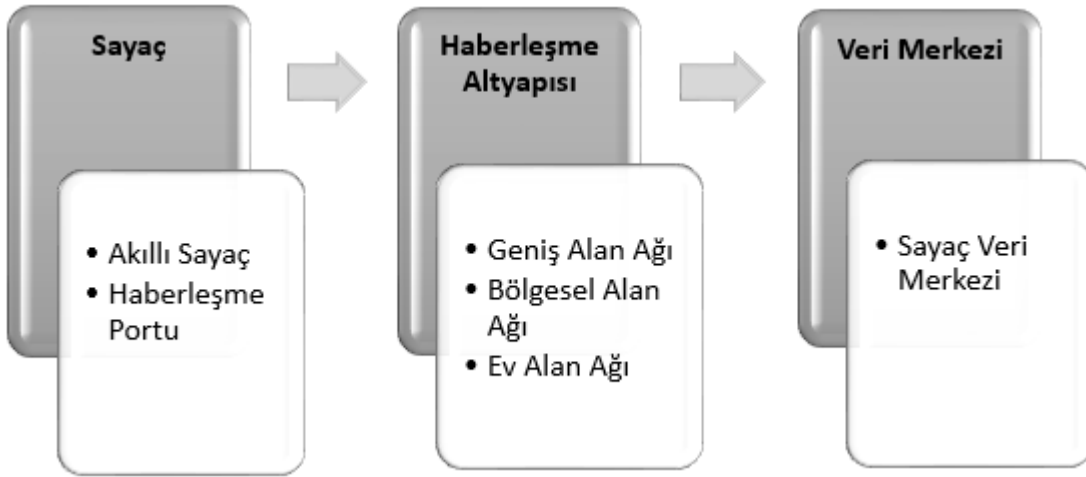 Sayaç
• Akıllı Sayaç
• Haberleşme
Portu
Haberleşme
Altyapısı
• Geniş Alan Ağı
• Bölgesel Alan
Ağı
• Ev Alan Ağı
Veri Merkezi
• Sayaç Veri
Merkezi